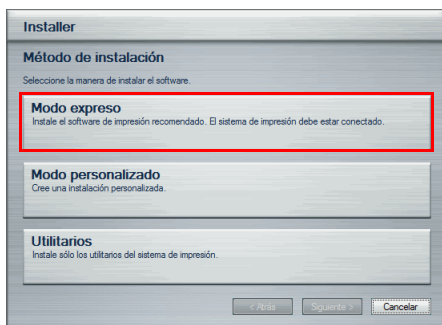 Installer
Método de instalación
Seleccione la manera de instalar el software.
Modo expreso
Instale el software de impresión recomendado. El sistema de impresión debe estar conectado.
Modo personalizado
Cree una instalación personalizada.
Utilitarios
Instale sólo los utilitarios del sistema de impresión.
< Atrás Siguiente > Cancelar